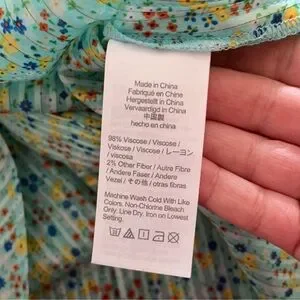 Made in China
Fabriqué en Chine
Hergestellt in China
Vervaardigd in China
中国製
hecho en china
98% Viscose / Viscose /
Viskose / Viscose / レーヨン
/ viscosa
2% Other Fiber / Autre Fibre
/ Andere Faser / Andere
Vezel / その他 / otras fibras
Machine Wash Cold With Like
Colors. Non-Chlorine Bleach
Only. Line Dry. Iron on Lowest
Setting.